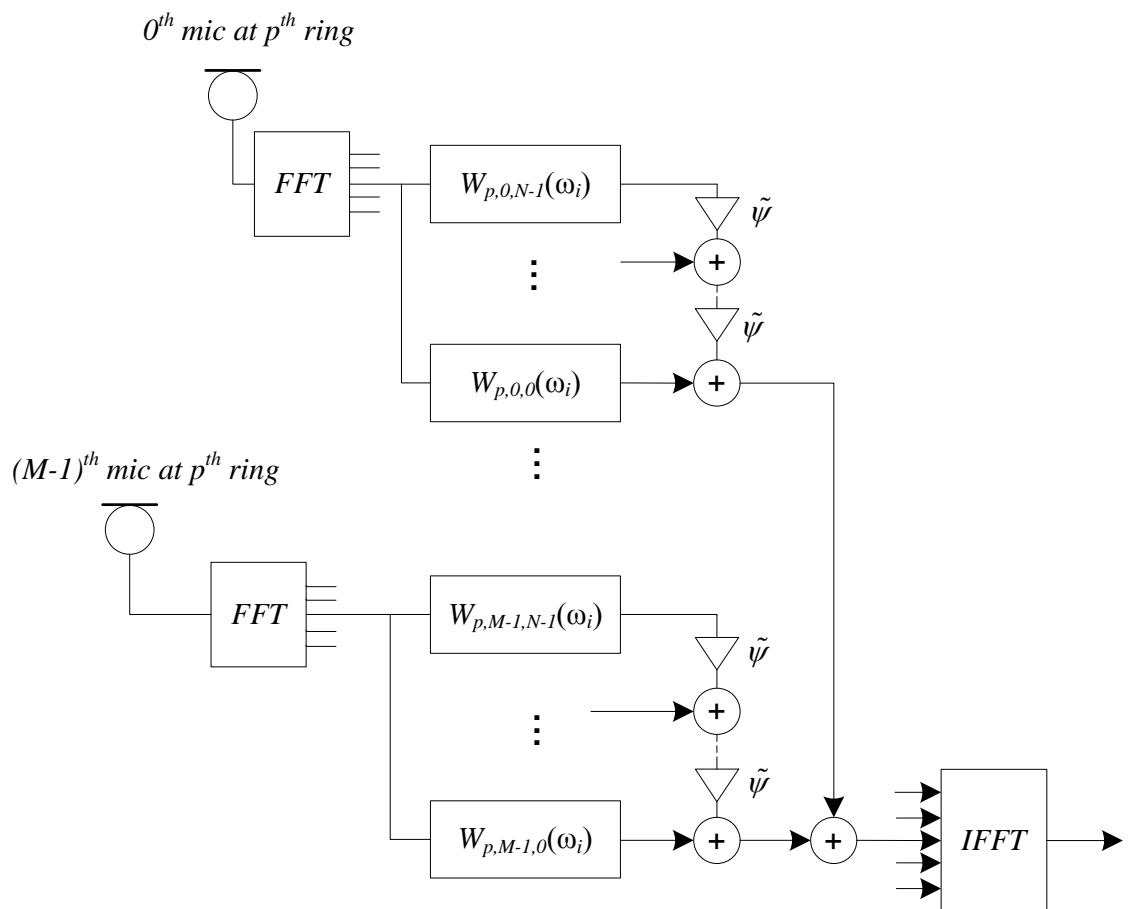 0th mic at pth ring
FFT
Wp,0,N-1(ωi)
ψ̃
+
⋮
ψ̃
Wp,0,0(ωi)
+
⋮
(M-1)th mic at pth ring
FFT
Wp,M-1,N-1(ωi)
ψ̃
+
⋮
ψ̃
Wp,M-1,0(ωi)
+
+
IFFT